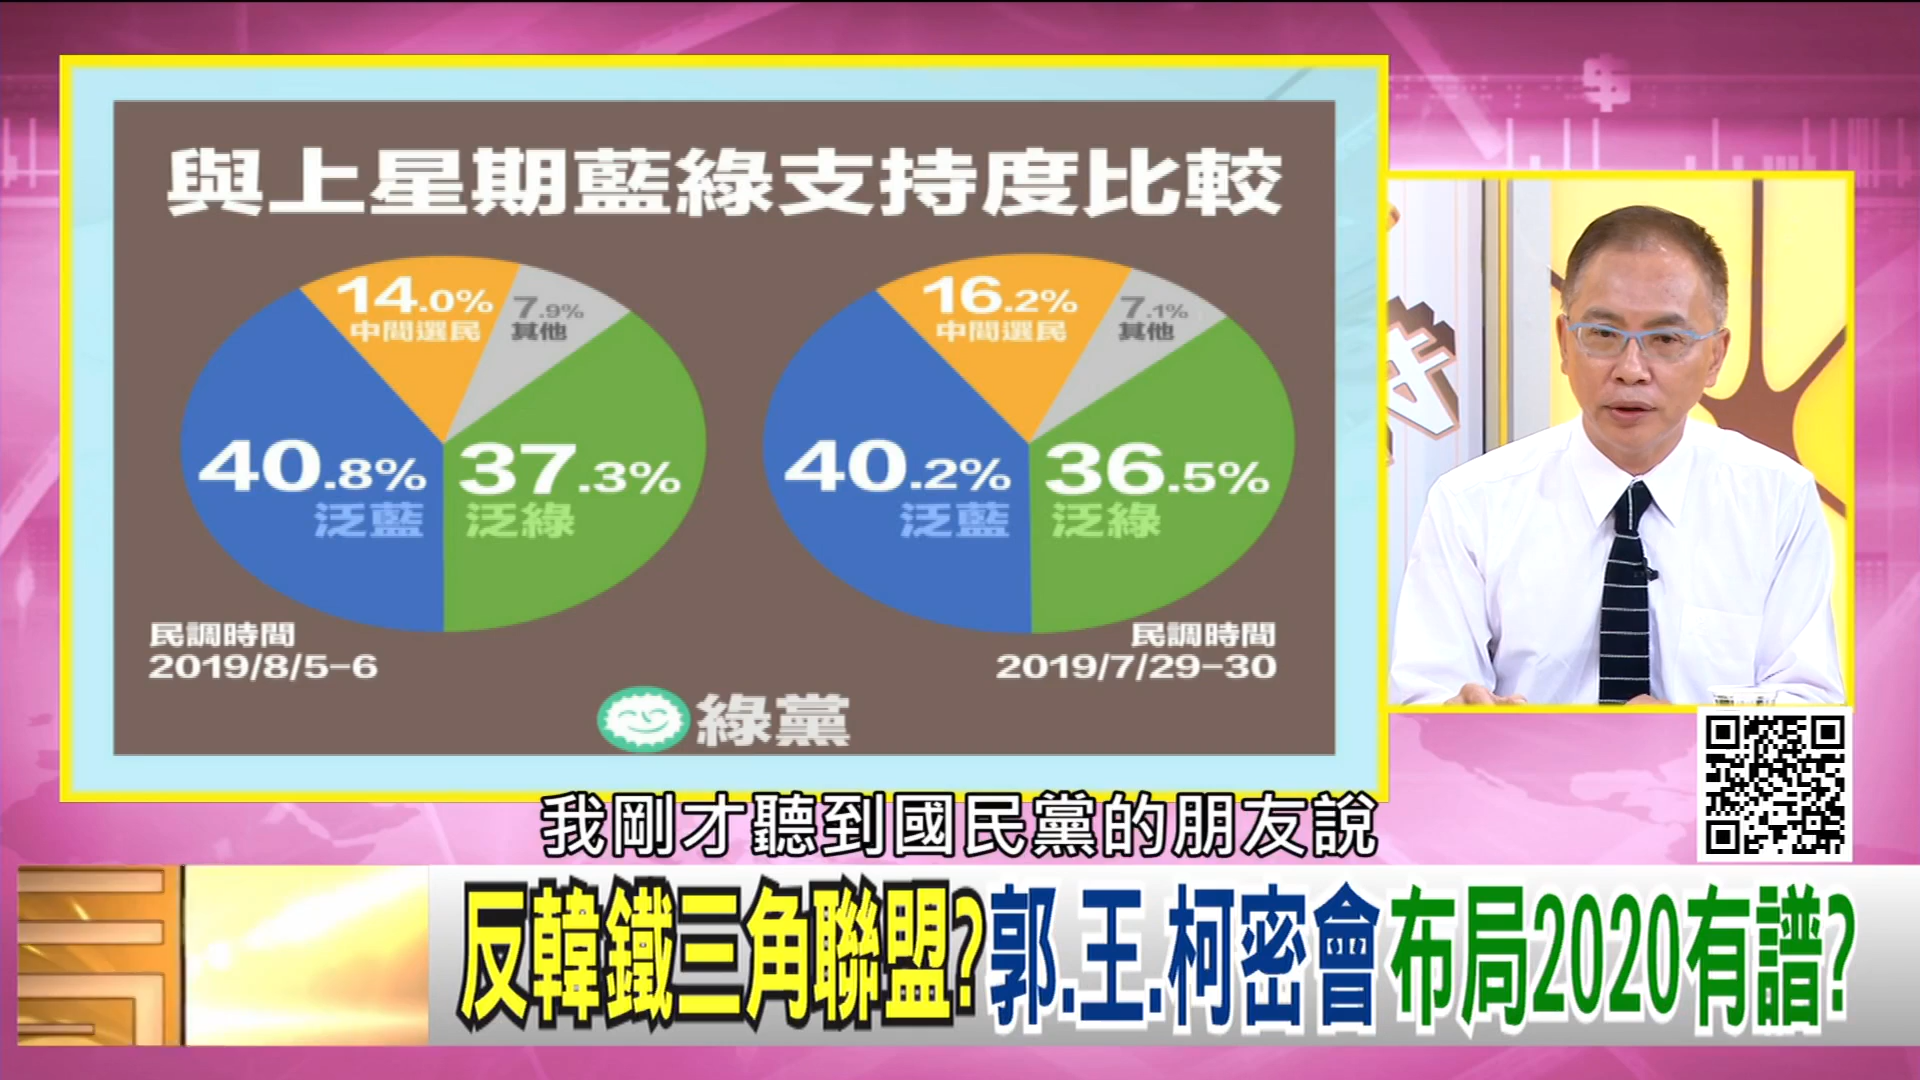 與上星期藍綠支持度比較
14.0%
中間選民
7.9%
其他
40.8%
泛藍
37.3%
泛綠
民調時間
2019/8/5-6
16.2%
中間選民
7.1%
其他
40.2%
泛藍
36.5%
泛綠
民調時間
2019/7/29-30
綠黨
我剛才聽到國民黨的朋友說
反韓鐵三角聯盟?郭.王.柯密會布局2020有譜?